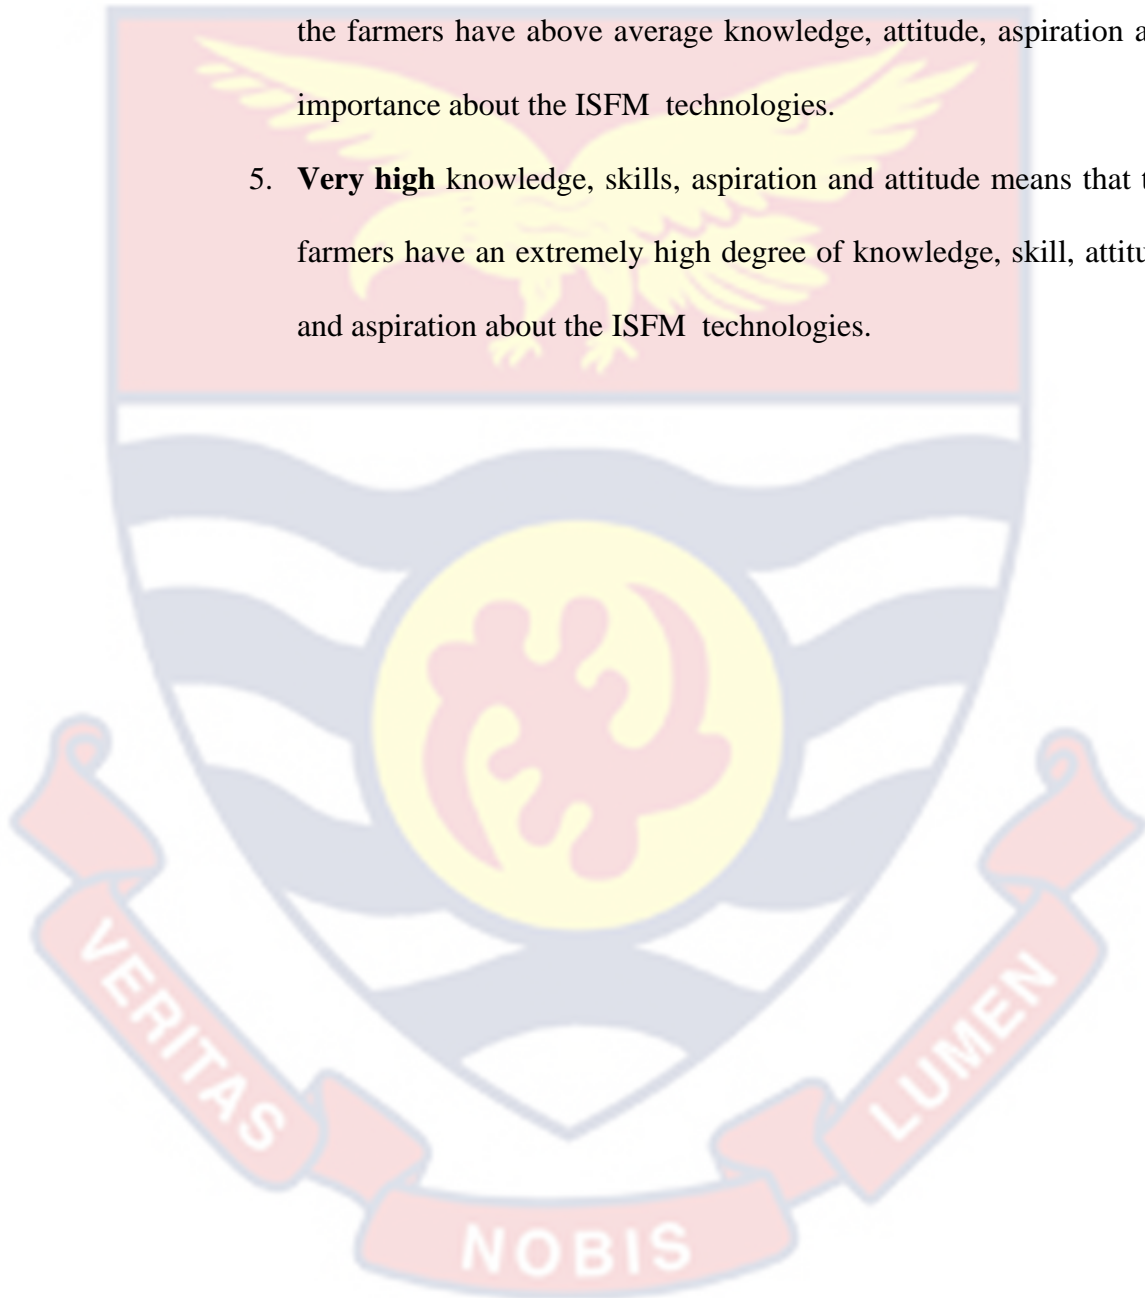 the farmers have above average knowledge, attitude, aspiration a
importance about the ISFM technologies.
5. Very high knowledge, skills, aspiration and attitude means that t
farmers have an extremely high degree of knowledge, skill, attitu
and aspiration about the ISFM technologies.
VERITAS
NOBIS
LUMEN